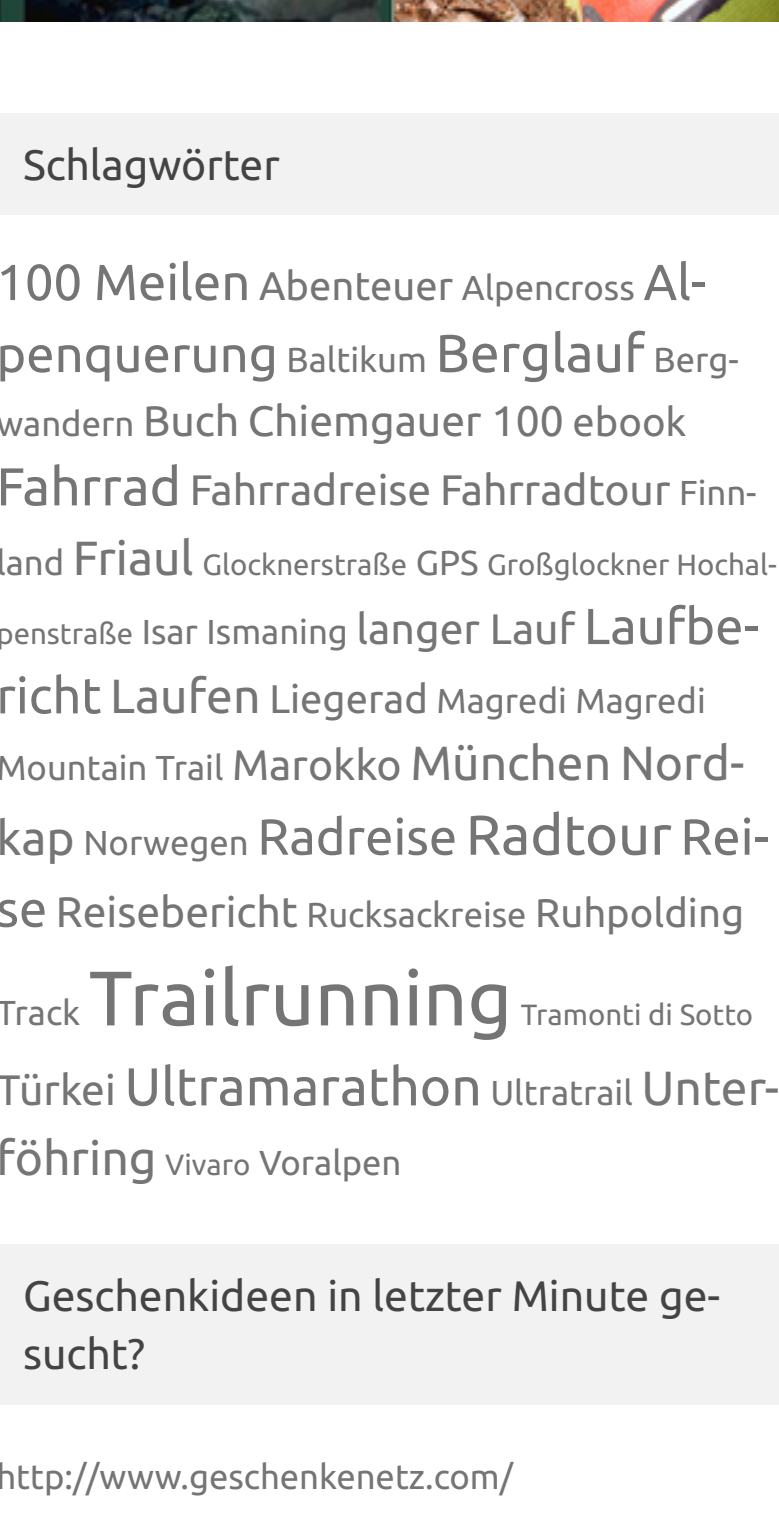 Schlagwörter
100 Meilen Abenteuer Alpencross Al-
penquerung Baltikum Berglauf Berg-
wandern Buch Chiemgauer 100 ebook
Fahrrad Fahrradreise Fahrradtour Finn-
land Friaul Glocknerstraße GPS Großglockner Hochal-
penstraße Isar Ismaning langer Lauf Laufbe-
richt Laufen Liegerad Magredi Magredi
Mountain Trail Marokko München Nord-
kap Norwegen Radreise Radtour Rei-
se Reisebericht Rucksackreise Ruhpolding
Track Trailrunning Tramonti di Sotto
Türkei Ultramarathon Ultratrail Unter-
föhring Vivaro Voralpen
Geschenkideen in letzter Minute ge-
sucht?
http://www.geschenkenetz.com/